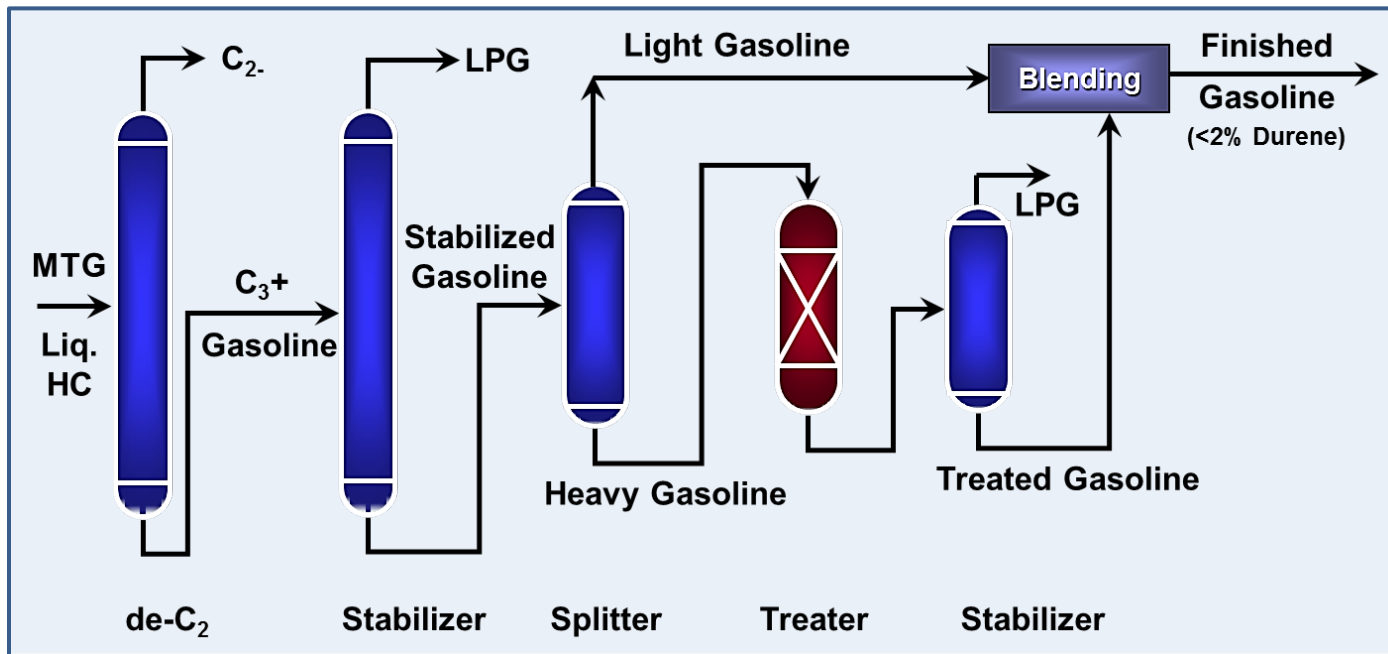 C2-
LPG
Light Gasoline
Blending
Finished
Gasoline
(<2% Durene)
MTG
Liq.
HC
C3+
Gasoline
Stabilized
Gasoline
LPG
Heavy Gasoline
Treated Gasoline
de-C2
Stabilizer
Splitter
Treater
Stabilizer